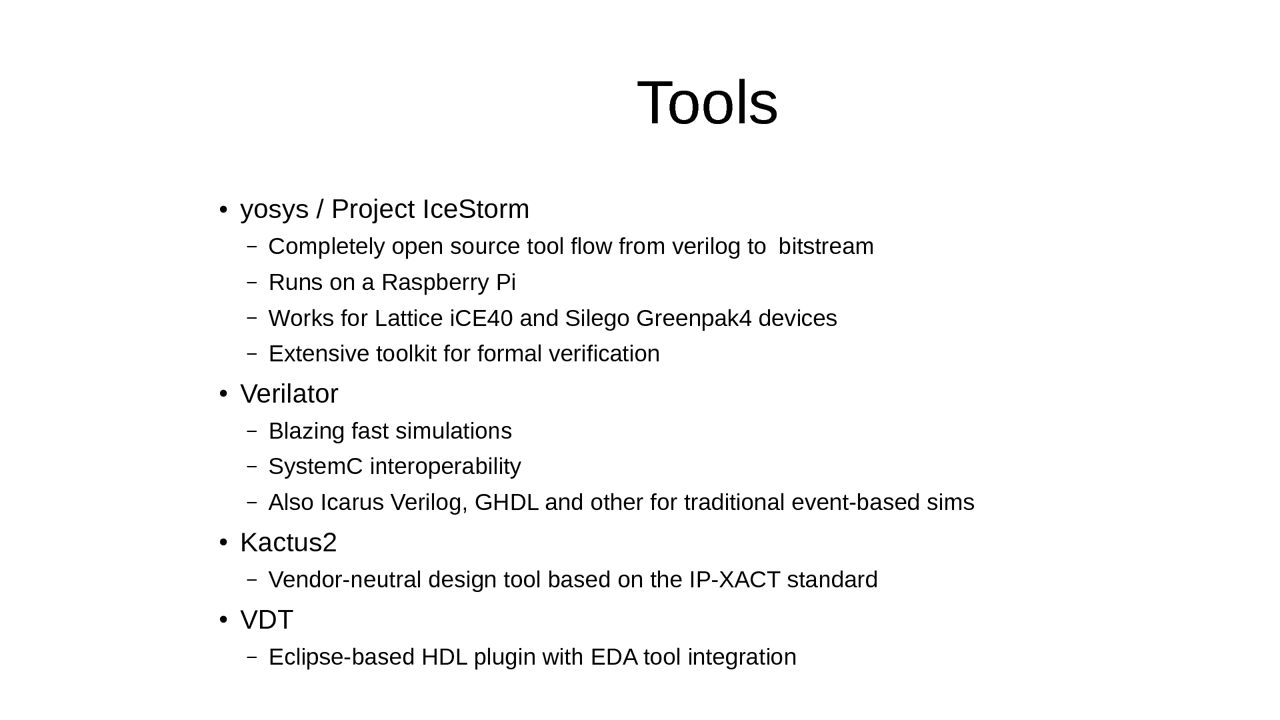 Tools
• yosys / Project IceStorm
– Completely open source tool flow from verilog to  bitstream
– Runs on a Raspberry Pi
– Works for Lattice iCE40 and Silego Greenpak4 devices
– Extensive toolkit for formal verification
• Verilator
– Blazing fast simulations
– SystemC interoperability
– Also Icarus Verilog, GHDL and other for traditional event-based sims
• Kactus2
– Vendor-neutral design tool based on the IP-XACT standard
• VDT
– Eclipse-based HDL plugin with EDA tool integration